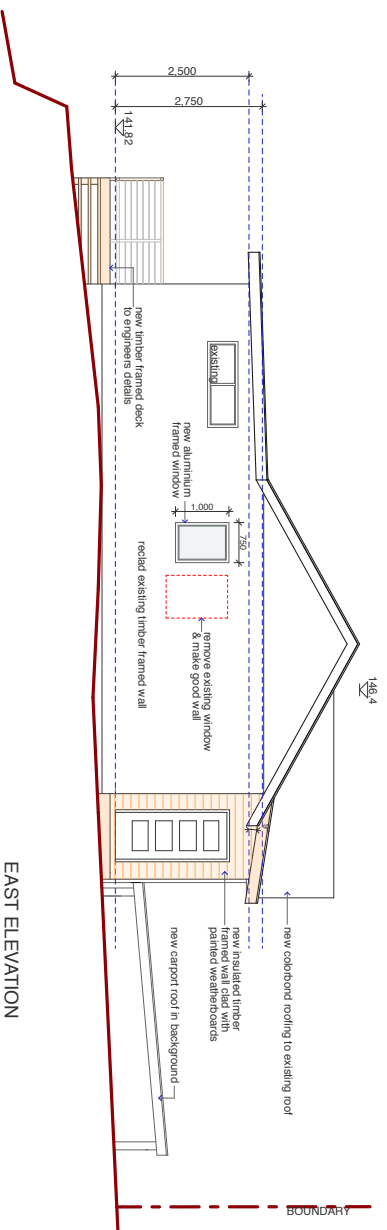 146.4
new colorbond roofing to existing roof
2,500
2,750
141.82
existing
new aluminium
framed window
1,000
750
remove existing window
& make good wall
new insulated timber
framed wall clad with
painted weatherboards
new timber framed deck
to engineers details
reclad existing timber framed wall
new carport roof in background
BOUNDARY
EAST ELEVATION